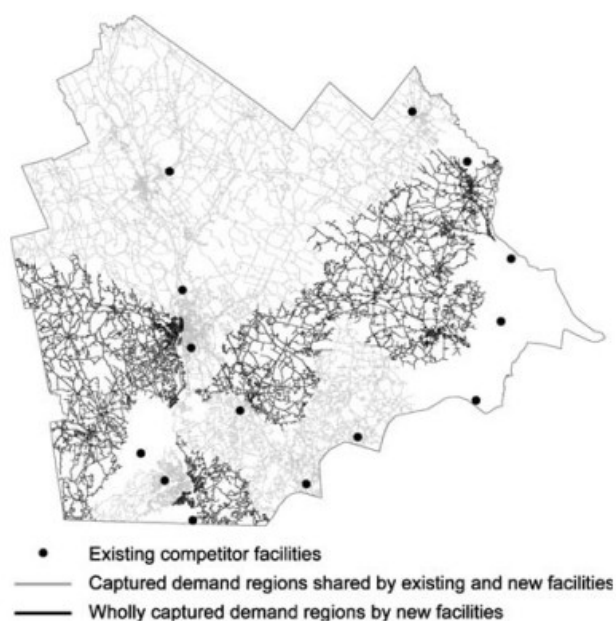 Existing competitor facilities
Captured demand regions shared by existing and new facilities
Wholly captured demand regions by new facilities